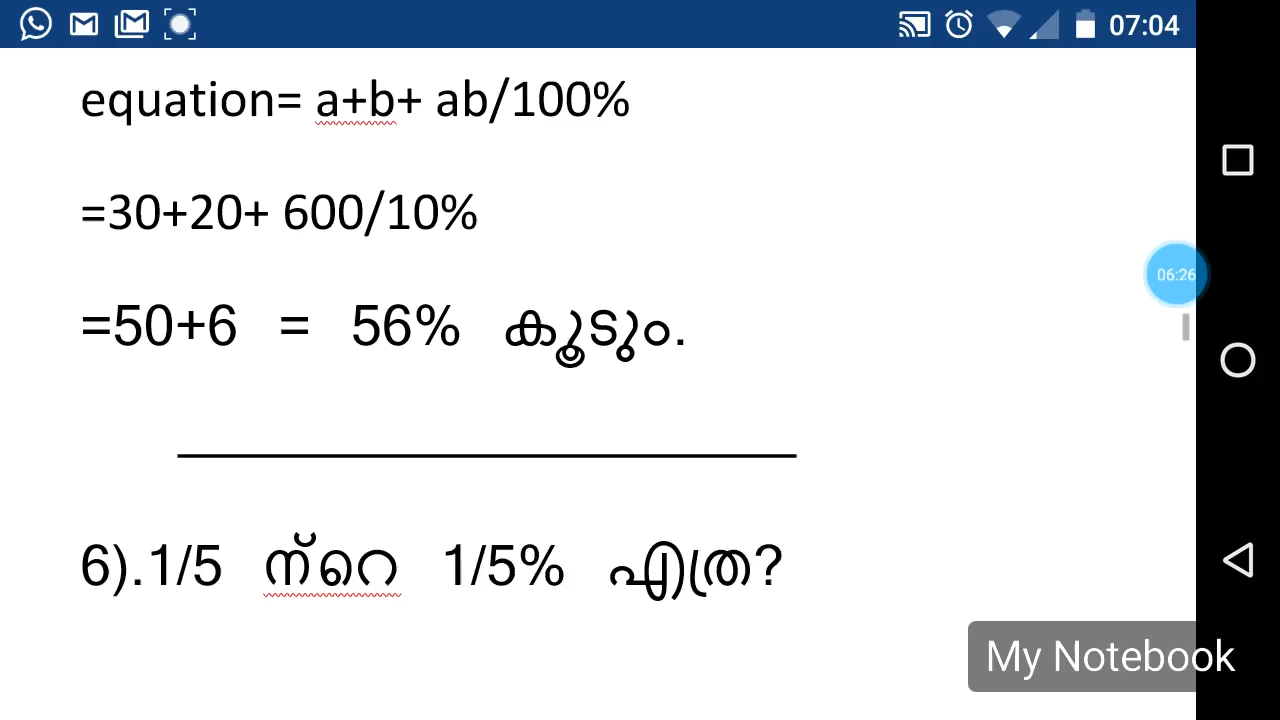 07:04
equation= a+b+ ab/100%
=30+20+ 600/10%
06:26
=50+6 = 56% കൂടും.
6).1/5 ന്‍റെ 1/5% എത്ര?
My Notebook